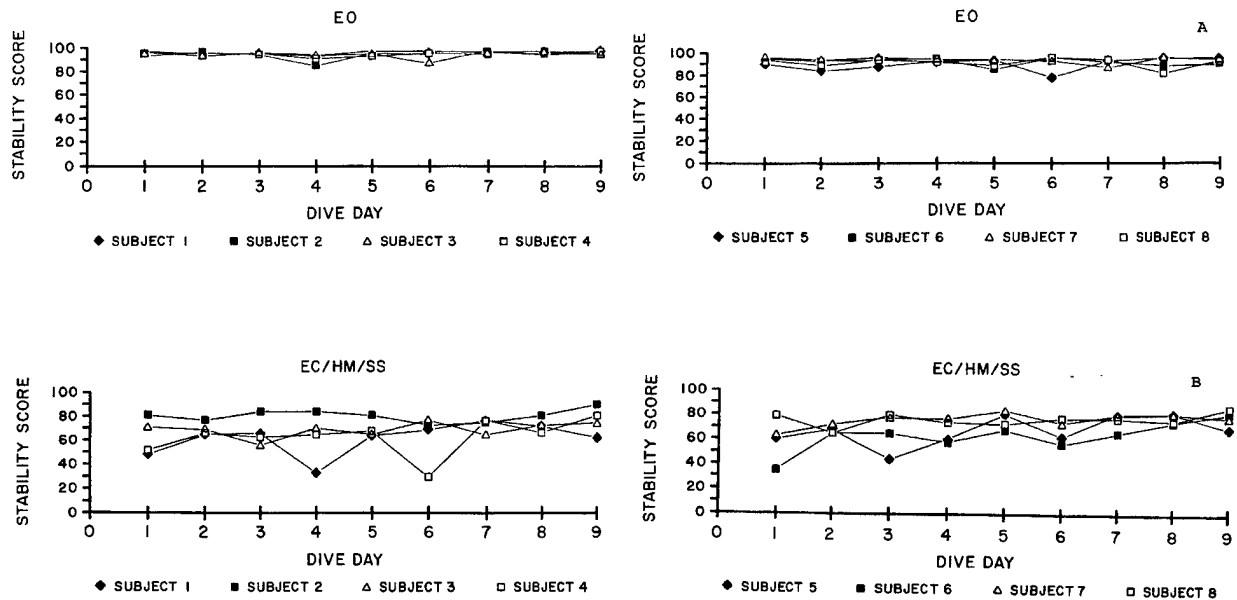 EO
STABILITY SCORE
100
80
60
40
20
0
0 1 2 3 4 5 6 7 8 9
DIVE DAY
SUBJECT 1 SUBJECT 2 SUBJECT 3 SUBJECT 4
EO
A
STABILITY SCORE
100
80
60
40
20
0
0 1 2 3 4 5 6 7 8 9
DIVE DAY
SUBJECT 5 SUBJECT 6 SUBJECT 7 SUBJECT 8
EC/HM/SS
STABILITY SCORE
100
80
60
40
20
0
0 1 2 3 4 5 6 7 8 9
DIVE DAY
SUBJECT 1 SUBJECT 2 SUBJECT 3 SUBJECT 4
EC/HM/SS
B
STABILITY SCORE
100
80
60
40
20
0
0 1 2 3 4 5 6 7 8 9
DIVE DAY
SUBJECT 5 SUBJECT 6 SUBJECT 7 SUBJECT 8